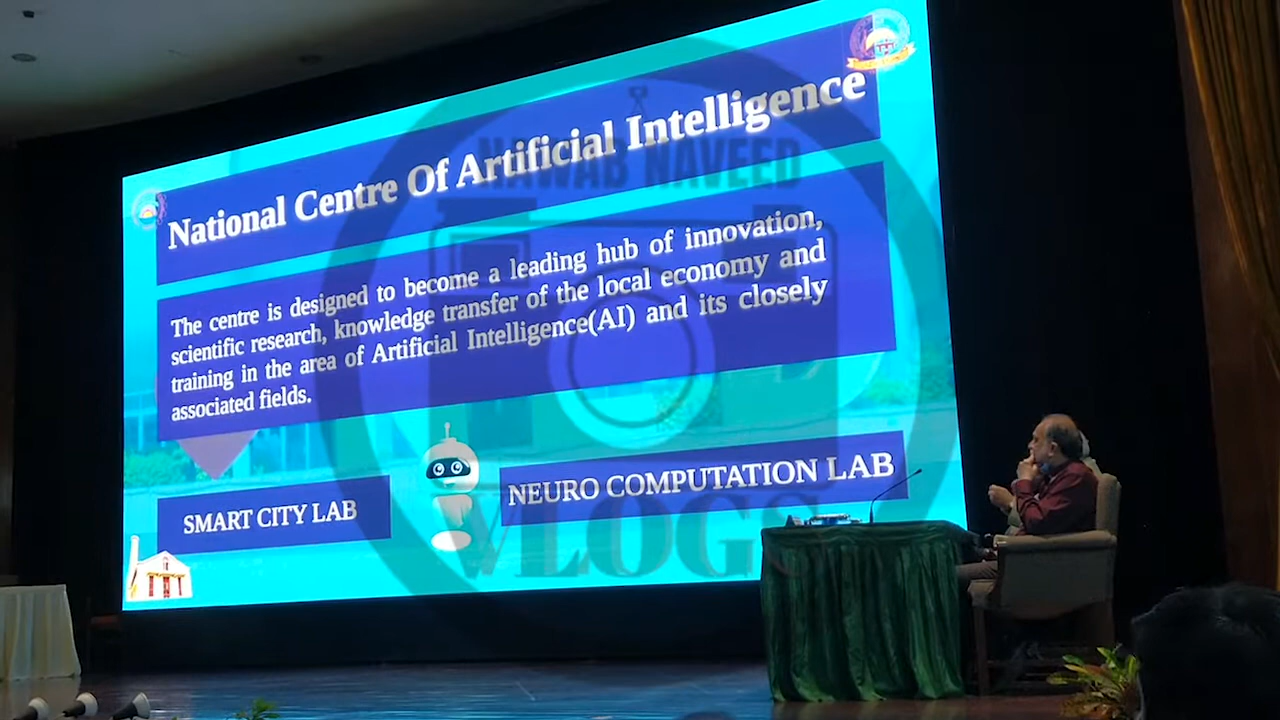 National Centre Of Artificial Intelligence
NAWAB NAVEED
The centre is designed to become a leading hub of innovation,
scientific research, knowledge transfer of the local economy and
training in the area of Artificial Intelligence(AI) and its closely
associated fields.
SMART CITY LAB
NEURO COMPUTATION LAB
VLOGS